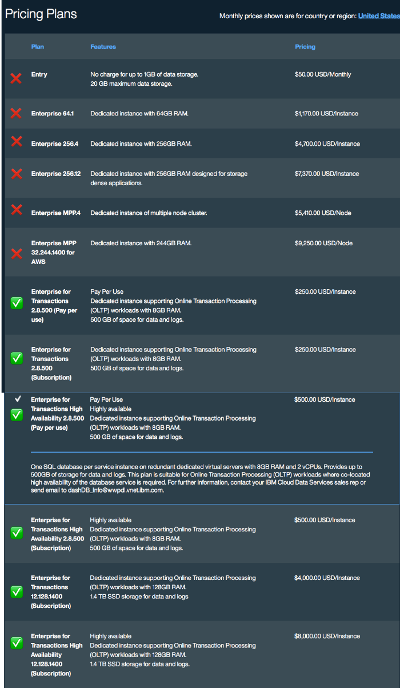 Pricing Plans
Monthly prices shown are for country or region: United States
Plan Features Pricing
Entry No charge for up to 1GB of data storage. $50.00 USD/Monthly
20 GB maximum data storage.
Enterprise 64.1 Dedicated instance with 64GB RAM. $1,170.00 USD/Instance
Enterprise 256.4 Dedicated instance with 256GB RAM. $4,700.00 USD/Instance
Enterprise 256.12 Dedicated instance with 256GB RAM designed for storage $7,370.00 USD/Instance
dense applications.
Enterprise MPP.4 Dedicated instance of multiple node cluster. $5,410.00 USD/Node
Enterprise MPP Dedicated instance with 244GB RAM. $9,250.00 USD/Node
32.244.1400 for
AWS
Enterprise for Pay Per Use $250.00 USD/Instance
Transactions Dedicated instance supporting Online Transaction Processing
2.8.500 (Pay per (OLTP) workloads with 8GB RAM.
use) 500 GB of space for data and logs.
Enterprise for Dedicated instance supporting Online Transaction Processing $250.00 USD/Instance
Transactions (OLTP) workloads with 8GB RAM.
2.8.500 500 GB of space for data and logs.
(Subscription)
Enterprise for Pay Per Use $500.00 USD/Instance
Transactions High Highly available
Availability 2.8.500 Dedicated instance supporting Online Transaction Processing
(Pay per use) (OLTP) workloads with 8GB RAM.
500 GB of space for data and logs.
One SQL database per service instance on redundant dedicated virtual servers with 8GB RAM and 2 vCPUs. Provides up to
500GB of storage for data and logs. This plan is suitable for Online Transaction Processing (OLTP) workloads where co-located
high availability of the database service is required. For further information, contact your IBM Cloud Data Services sales rep or
send email to
Enterprise for Highly available $500.00 USD/Instance
Transactions High Dedicated instance supporting Online Transaction Processing
Availability 2.8.500 (OLTP) workloads with 8GB RAM.
(Subscription) 500 GB of space for data and logs.
Enterprise for Dedicated instance supporting Online Transaction Processing $4,000.00 USD/Instance
Transactions (OLTP) workloads with 128GB RAM.
12.128.1400 1.4 TB SSD storage for data and logs
(Subscription)
Enterprise for Highly available $8,000.00 USD/Instance
Transactions High Dedicated instance supporting Online Transaction Processing
Availability (OLTP) workloads with 128GB RAM.
12.128.1400 1.4 TB SSD storage for data and logs.
(Subscription)